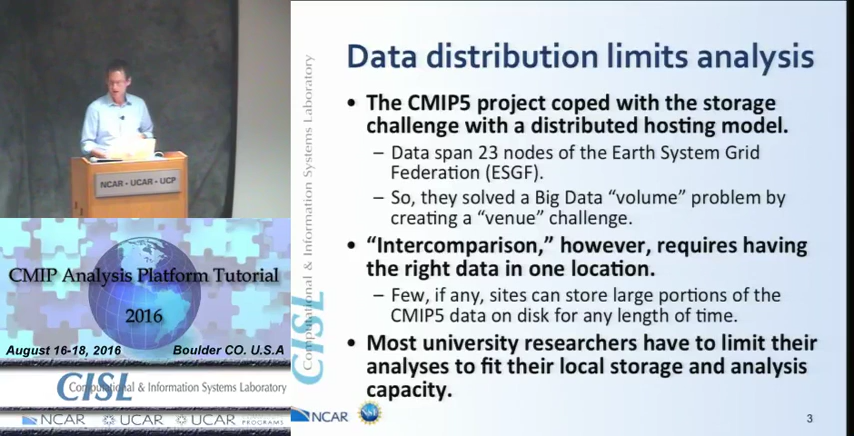 NCAR • UCAR • UCP
CMIP Analysis Platform Tutorial
2016
August 16-18, 2016 Boulder CO. U.S.A
CISL Computational & Information Systems Laboratory
NCAR UCAR UCAR
PROGRAMS
Computational & Information Systems Laboratory
CISL
Data distribution limits analysis
• The CMIP5 project coped with the storage
challenge with a distributed hosting model.
– Data span 23 nodes of the Earth System Grid
Federation (ESGF).
– So, they solved a Big Data “volume” problem by
creating a “venue” challenge.
• “Intercomparison,” however, requires having
the right data in one location.
– Few, if any, sites can store large portions of the
CMIP5 data on disk for any length of time.
• Most university researchers have to limit their
analyses to fit their local storage and analysis
capacity.
NCAR
NSF
3